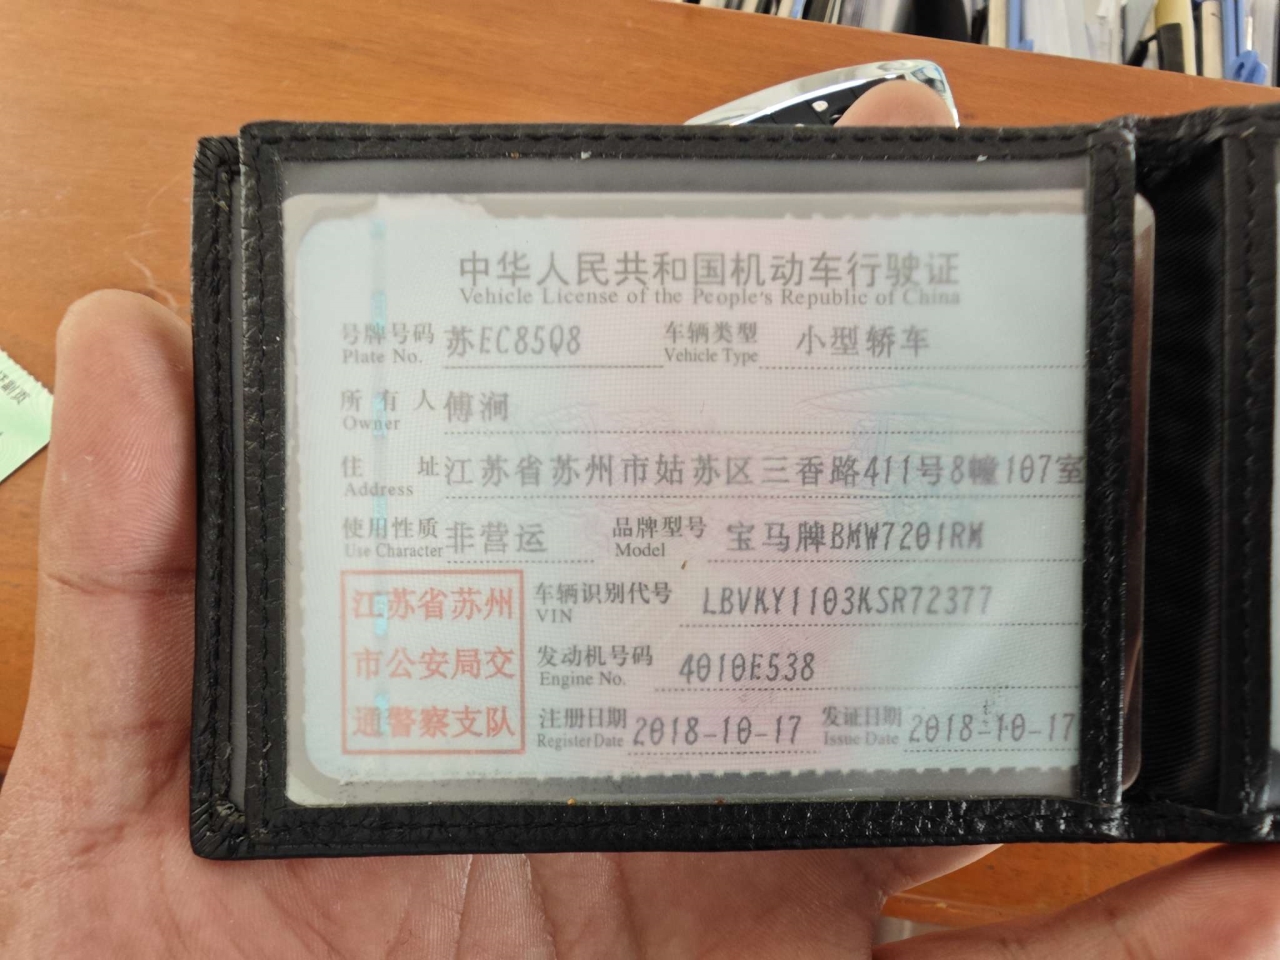 中华人民共和国机动车行驶证
Vehicle License of the People's Republic of China
号牌号码 苏EC85Q8 车辆类型 小型轿车
Plate No. Vehicle Type
所有人 傅润
Owner
住址 江苏省苏州市姑苏区三香路411号8幢107室
Address
使用性质 非营运 品牌型号 宝马牌BMW7201RM
Use Character Model
车辆识别代号 LBVKY1103KSR72377
VIN
发动机号码 4010E538
Engine No.
注册日期 2018-10-17 发证日期 2018-10-17
Register Date Issue Date
江苏省苏州
市公安局交
通警察支队
副页